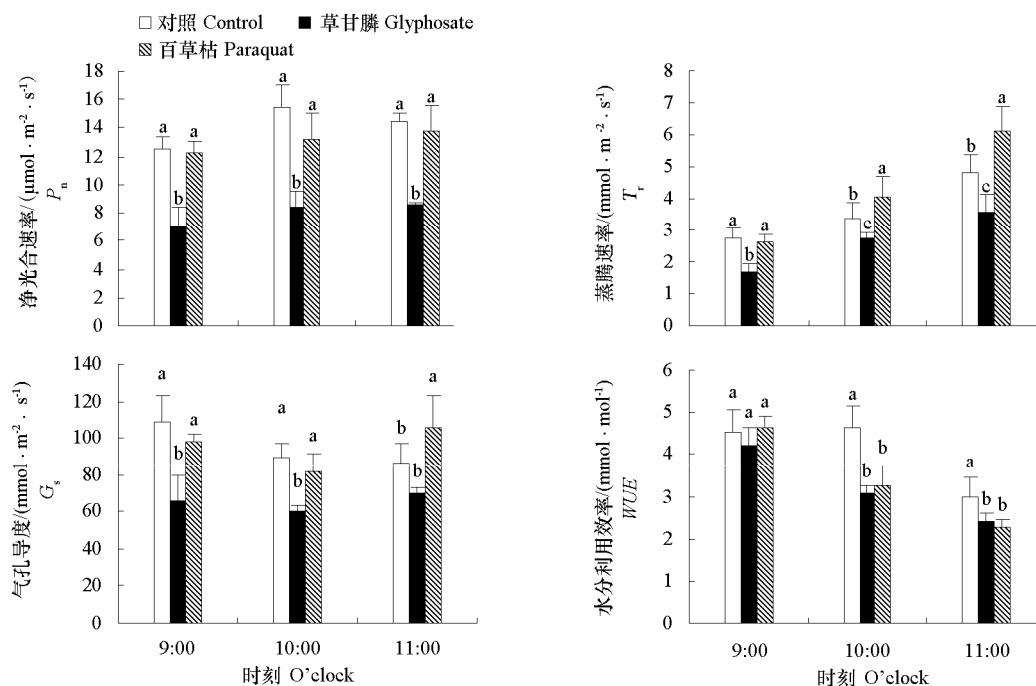 对照 Control 草甘膦 Glyphosate
百草枯 Paraquat
净光合速率/(μmol·m⁻²·s⁻¹)
Pn
18
16
14
12
10
8
6
4
2
0
a a
b
a a
b
a a
b
蒸腾速率/(mmol·m⁻²·s⁻¹)
Tr
8
7
6
5
4
3
2
1
0
a b a
b c a
b c a
气孔导度/(mmol·m⁻²·s⁻¹)
Gs
140
120
100
80
60
40
20
0
a b a
a b a
b b a
9:00 10:00 11:00
时刻 O'clock
水分利用效率/(mmol·mol⁻¹)
WUE
6
5
4
3
2
1
0
a a a
a b b
a b b
9:00 10:00 11:00
时刻 O'clock